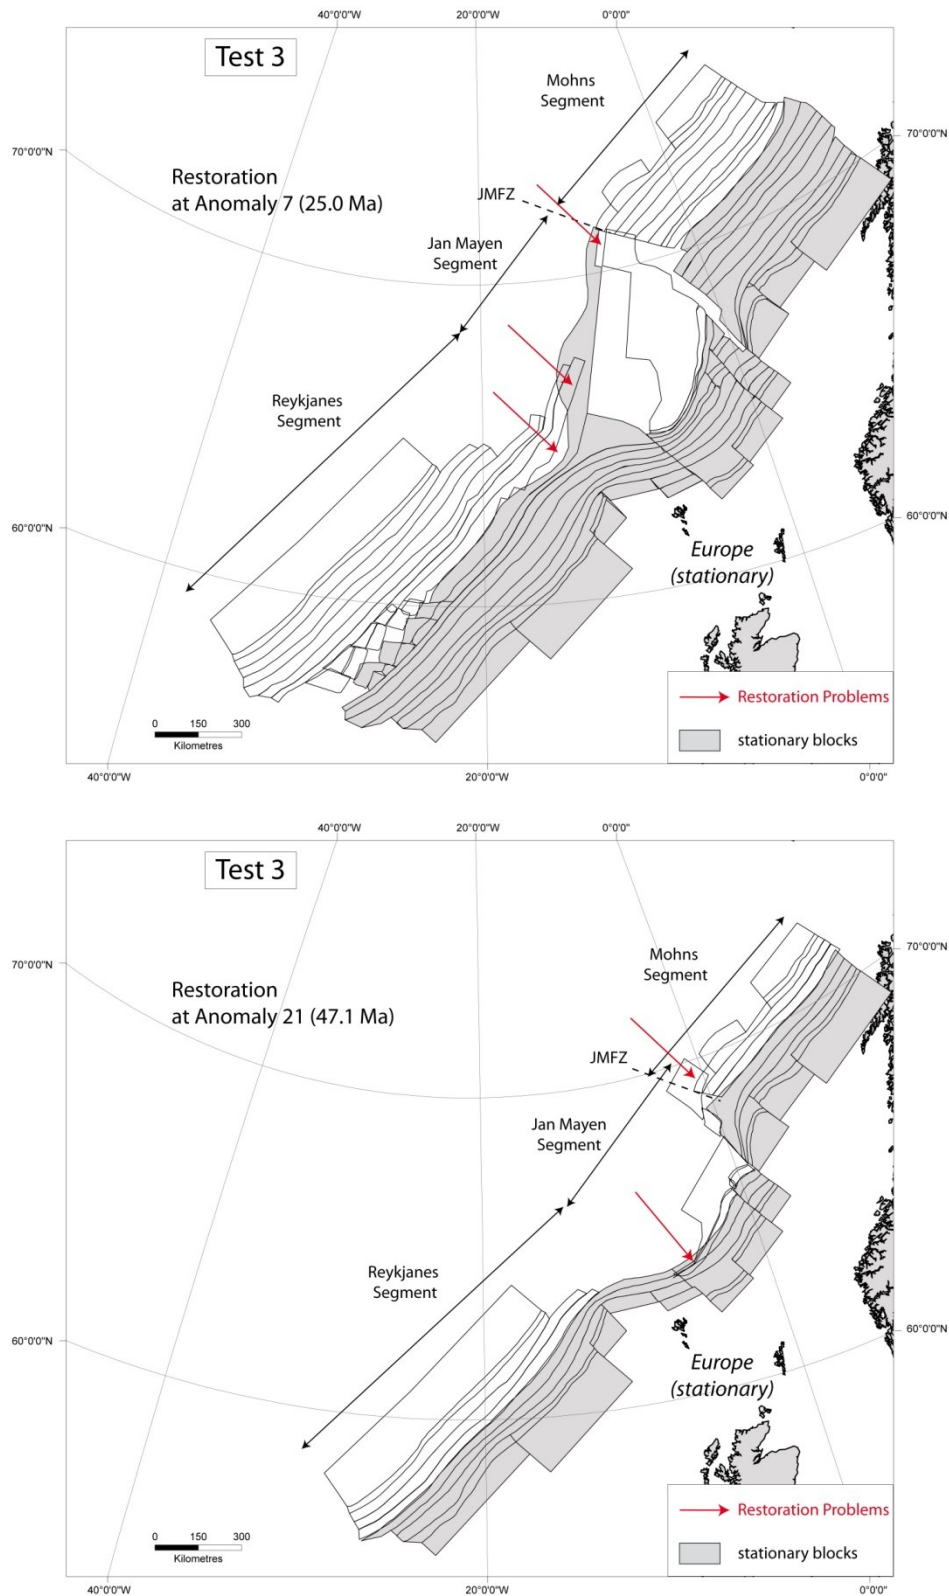 40°0'0"W 20°0'0"W 0°0'0"
Test 3
Mohns
Segment
70°0'0"N
70°0'0"N
Restoration
at Anomaly 7 (25.0 Ma)
JMFZ
Jan Mayen
Segment
Reykjanes
Segment
60°0'0"N
60°0'0"N
Europe
(stationary)
Restoration Problems
0 150 300
Kilometres
stationary blocks
40°0'0"W 20°0'0"W 0°0'0"
40°0'0"W 20°0'0"W 0°0'0"
Test 3
Mohns
Segment
70°0'0"N
70°0'0"N
Restoration
at Anomaly 21 (47.1 Ma)
JMFZ
Jan Mayen
Segment
Reykjanes
Segment
60°0'0"N
60°0'0"N
Europe
(stationary)
Restoration Problems
0 150 300
Kilometres
stationary blocks
40°0'0"W 20°0'0"W 0°0'0"